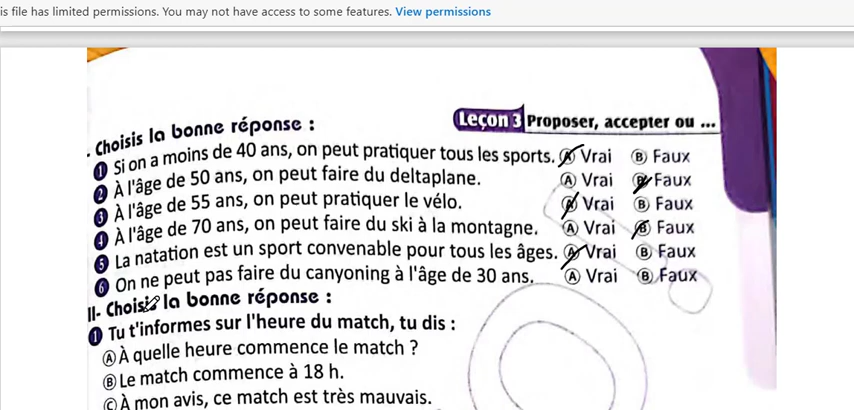 is file has limited permissions. You may not have access to some features. View permissions
Leçon 3 Proposer, accepter ou ...
- Choisis la bonne réponse :
1 Si on a moins de 40 ans, on peut pratiquer tous les sports. A Vrai B Faux
2 À l'âge de 50 ans, on peut faire du deltaplane. A Vrai B Faux
3 À l'âge de 55 ans, on peut pratiquer le vélo. A Vrai B Faux
4 À l'âge de 70 ans, on peut faire du ski à la montagne. A Vrai B Faux
5 La natation est un sport convenable pour tous les âges. A Vrai B Faux
6 On ne peut pas faire du canyoning à l'âge de 30 ans. A Vrai B Faux
II- Choisis la bonne réponse :
1 Tu t'informes sur l'heure du match, tu dis :
A À quelle heure commence le match ?
B Le match commence à 18 h.
C À mon avis, ce match est très mauvais.